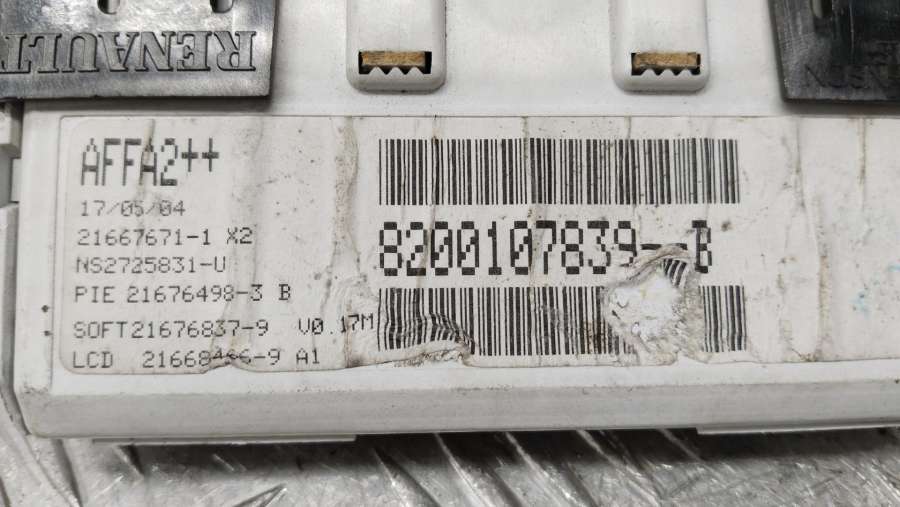 RENAULT
AFFA2++
17/05/04
21667671-1 X2
8200107839--B
NS2725831-U
PIE 21676498-3 B
SOFT21676837-9 V0.17M
LCD A1